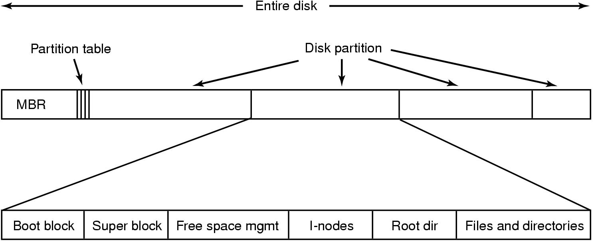 Entire disk
Partition table
Disk partition
MBR
Boot block
Super block
Free space mgmt
I-nodes
Root dir
Files and directories